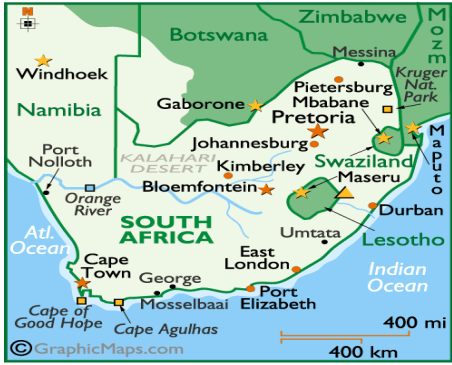 N
Zimbabwe
Mozm
Botswana
Messina
Windhoek
Kruger
Nat.
Park
Pietersburg
Mbabane
Gaborone
Namibia
Pretoria
Johannesburg
Maputo
Port
Nolloth
KALAHARI
DESERT
Swaziland
Kimberley
Maseru
Bloemfontein
Orange
River
Durban
SOUTH
AFRICA
Umtata
Lesotho
Atl.
Ocean
East
London
Cape
Town
Indian
Ocean
George
Port
Elizabeth
Mosselbaai
Cape of
Good Hope
Cape Agulhas
400 mi
400 km
©GraphicMaps.com